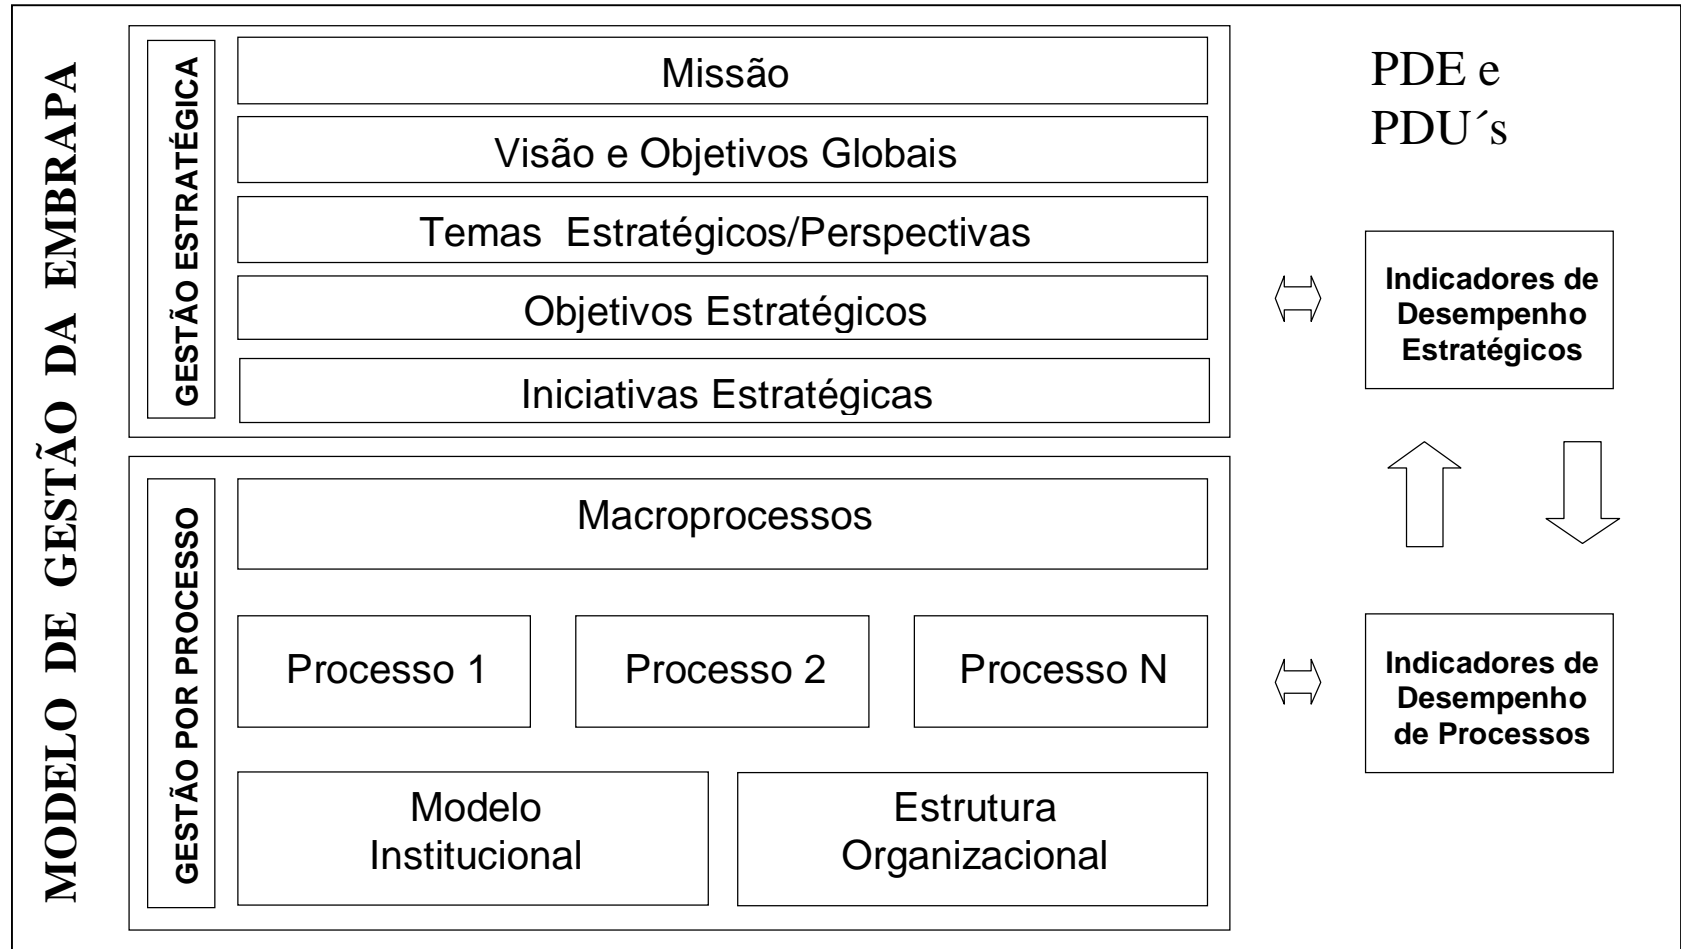 MODELO DE GESTÃO DA EMBRAPA
GESTÃO ESTRATÉGICA
Missão
Visão e Objetivos Globais
Temas Estratégicos/Perspectivas
Objetivos Estratégicos
Iniciativas Estratégicas
PDE e
PDU´s
Indicadores de
Desempenho
Estratégicos
GESTÃO POR PROCESSO
Macroprocessos
Processo 1
Processo 2
Processo N
Modelo
Institucional
Estrutura
Organizacional
Indicadores de
Desempenho
de Processos